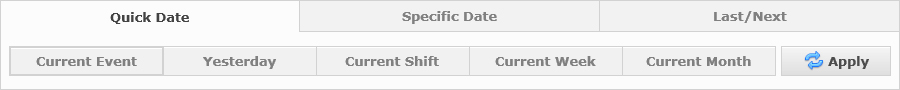 Quick Date Specific Date Last/Next
Current Event Yesterday Current Shift Current Week Current Month Apply